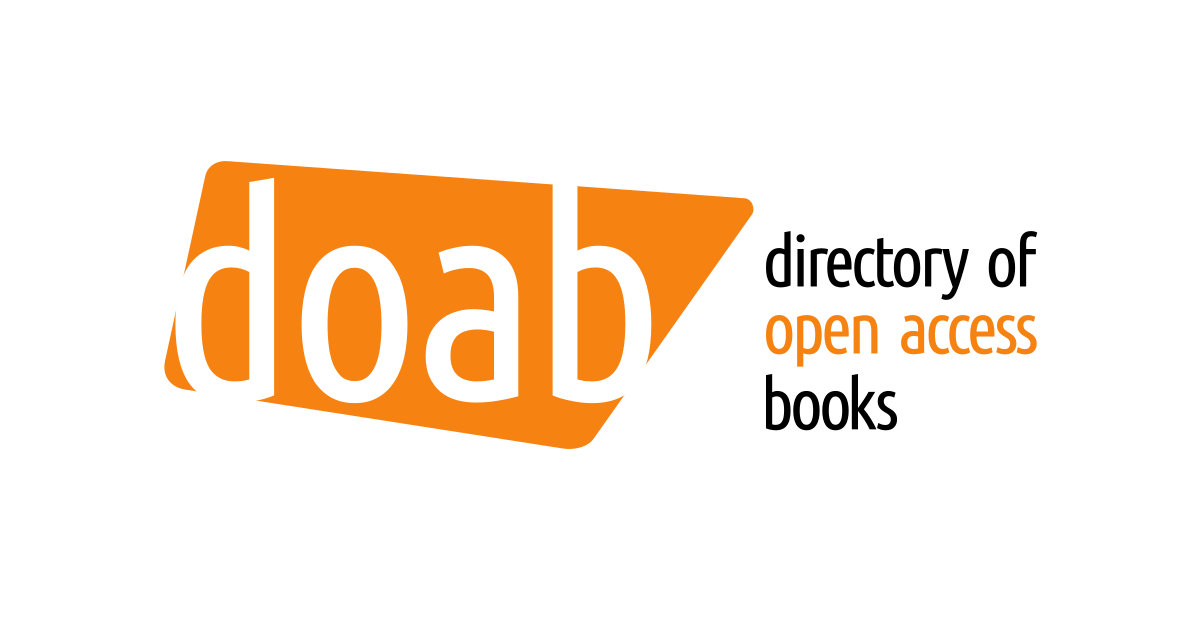 doab
directory of
open access
books